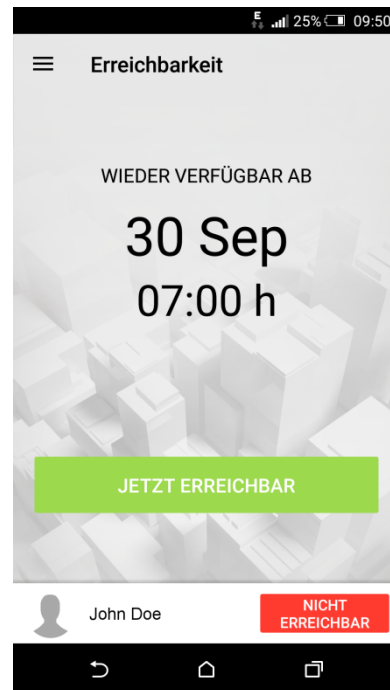 E 25% 09:50
Erreichbarkeit
WIEDER VERFÜGBAR AB
30 Sep
07:00 h
JETZT ERREICHBAR
John Doe
NICHT
ERREICHBAR